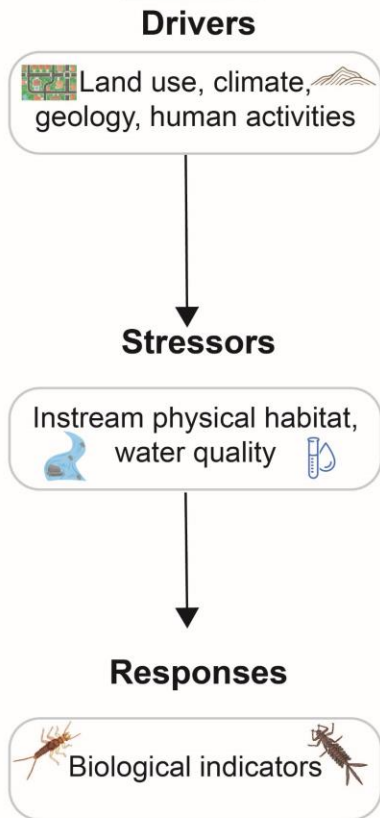 Drivers
Land use, climate,
geology, human activities
Stressors
Instream physical habitat,
water quality
Responses
Biological indicators